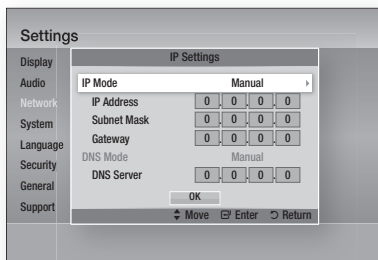 Settings
Display
Audio
Network
System
Language
Security
General
Support
IP Settings
IP Mode Manual
IP Address 0 . 0 . 0 . 0
Subnet Mask 0 . 0 . 0 . 0
Gateway 0 . 0 . 0 . 0
DNS Mode Manual
DNS Server 0 . 0 . 0 . 0
OK
Move Enter Return